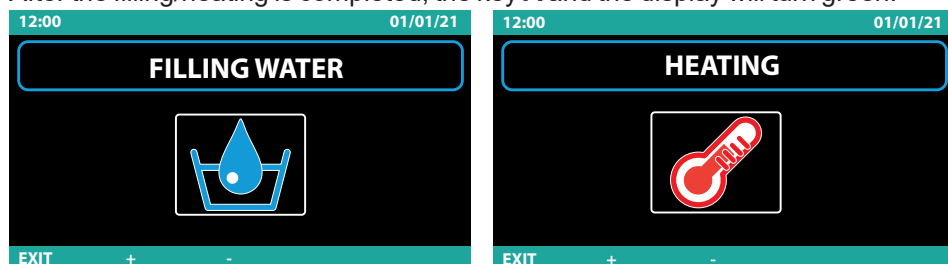 After the filling/heating is completed, the key A and the display will turn green.
12:00 01/01/21
FILLING WATER
EXIT + -
12:00 01/01/21
HEATING
EXIT + -